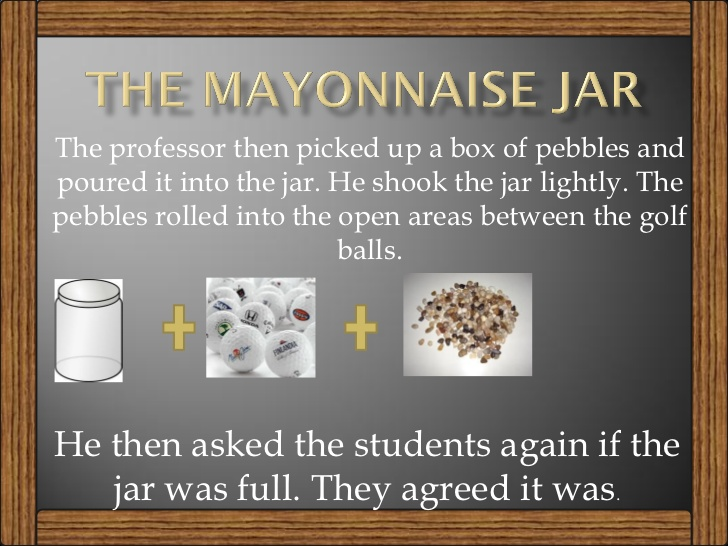 THE MAYONNAISE JAR
The professor then picked up a box of pebbles and
poured it into the jar. He shook the jar lightly. The
pebbles rolled into the open areas between the golf
balls.
HONDA
He then asked the students again if the
jar was full. They agreed it was.